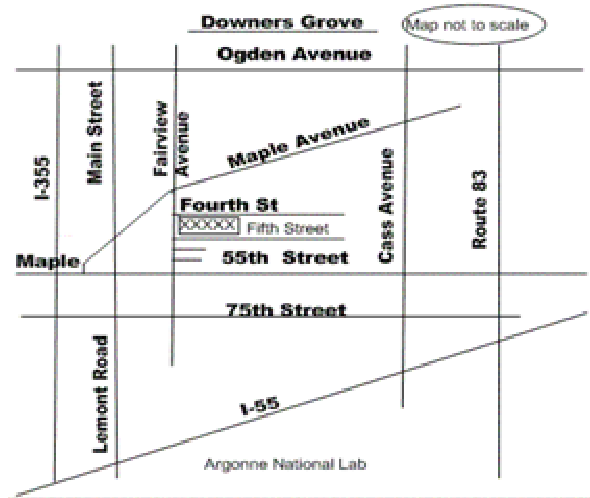 Downers Grove
Map not to scale
Ogden Avenue
I-355
Main Street
Fairview
Avenue
Maple Avenue
Cass Avenue
Route 83
Fourth St
XXXXXX
Fifth Street
Maple
55th Street
75th Street
Lemont Road
I-55
Argonne National Lab